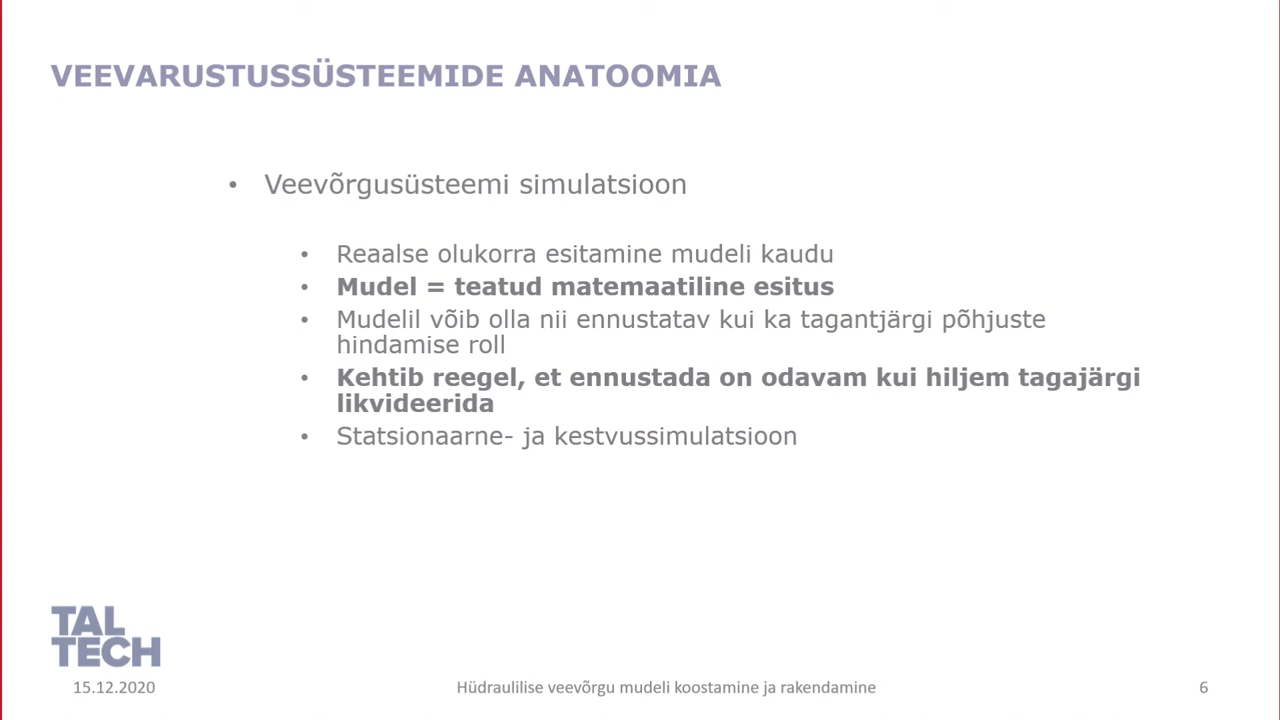 VEEVARUSTUSSÜSTEEMIDE ANATOOMIA
• Veevõrgusüsteemi simulatsioon
• Reaalse olukorra esitamine mudeli kaudu
• Mudel = teatud matemaatiline esitus
• Mudelil võib olla nii ennustatav kui ka tagantjärgi põhjuste
hindamise roll
• Kehtib reegel, et ennustada on odavam kui hiljem tagajärgi
likvideerida
• Statsionaarne- ja kestvussimulatsioon
TAL
TECH
15.12.2020
Hüdraulilise veevõrgu mudeli koostamine ja rakendamine
6